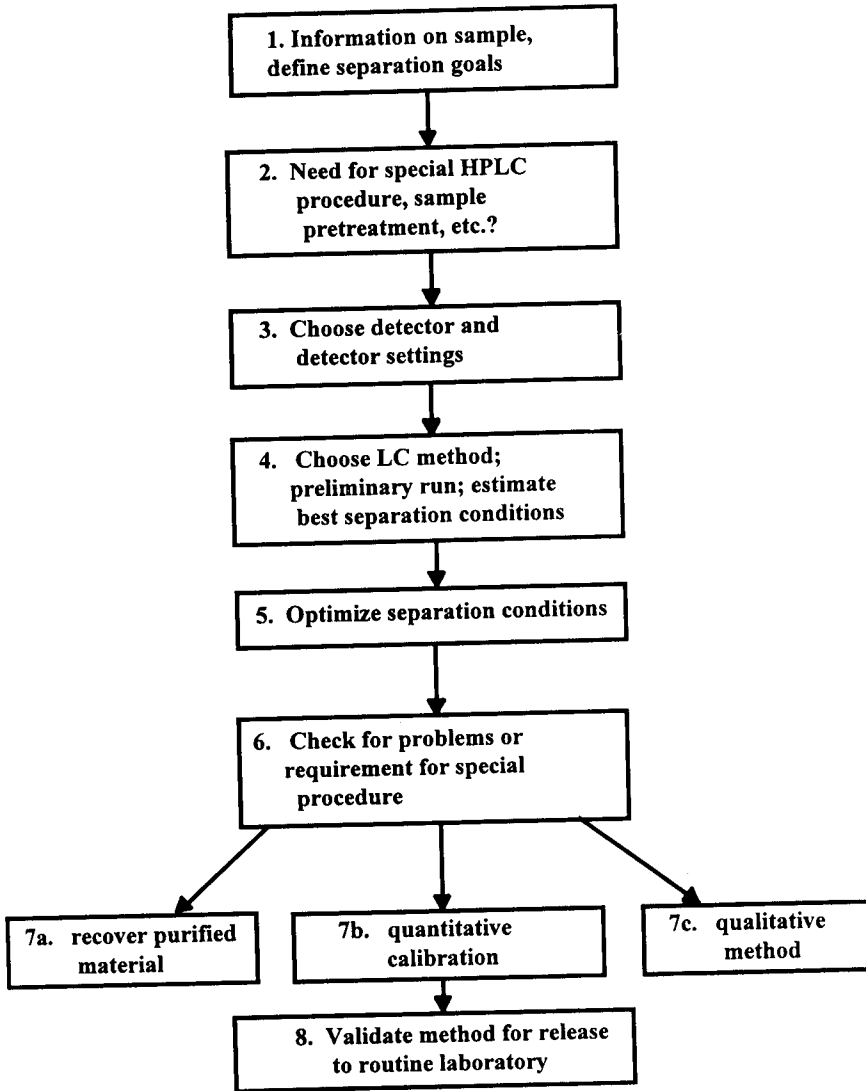 1. Information on sample,
define separation goals
2. Need for special HPLC
procedure, sample
pretreatment, etc.?
3. Choose detector and
detector settings
4. Choose LC method;
preliminary run; estimate
best separation conditions
5. Optimize separation conditions
6. Check for problems or
requirement for special
procedure
7a. recover purified
material
7b. quantitative
calibration
7c. qualitative
method
8. Validate method for release
to routine laboratory